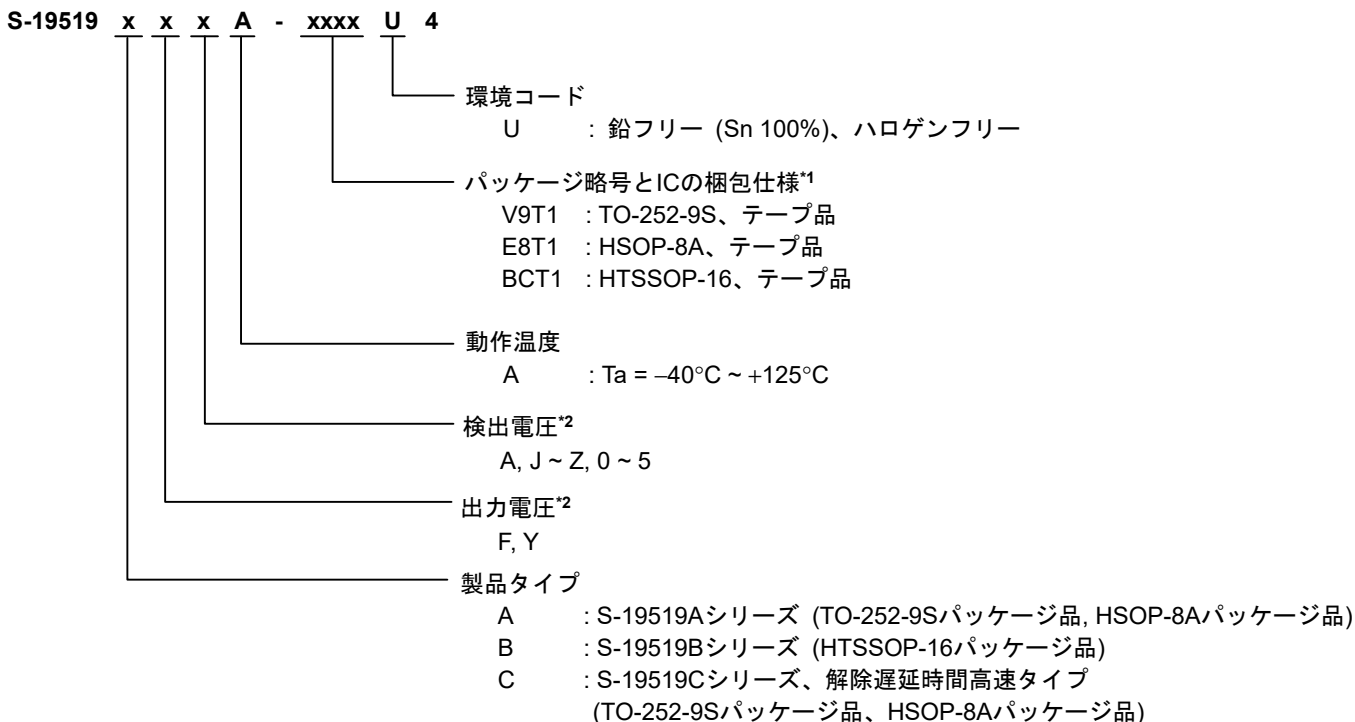 S-19519 x x x A - xxxx U 4
環境コード
U : 鉛フリー (Sn 100%)、ハロゲンフリー
パッケージ略号とICの梱包仕様*1
V9T1 : TO-252-9S、テープ品
E8T1 : HSOP-8A、テープ品
BCT1 : HTSSOP-16、テープ品
動作温度
A : Ta = −40°C ~ +125°C
検出電圧*2
A, J ~ Z, 0 ~ 5
出力電圧*2
F, Y
製品タイプ
A : S-19519Aシリーズ (TO-252-9Sパッケージ品, HSOP-8Aパッケージ品)
B : S-19519Bシリーズ (HTSSOP-16パッケージ品)
C : S-19519Cシリーズ、解除遅延時間高速タイプ
(TO-252-9Sパッケージ品、HSOP-8Aパッケージ品)